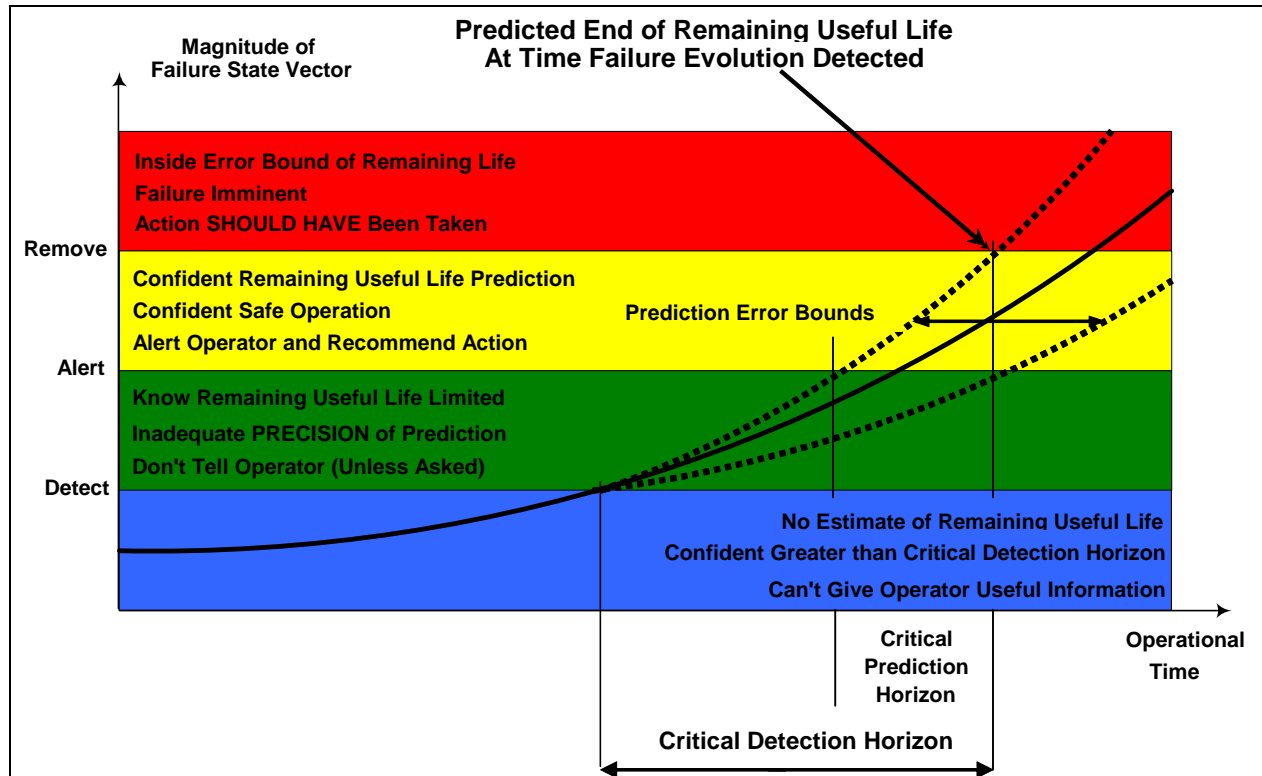 Predicted End of Remaining Useful Life
At Time Failure Evolution Detected
Magnitude of
Failure State Vector
Inside Error Bound of Remaining Life
Failure Imminent
Action SHOULD HAVE Been Taken
Remove
Confident Remaining Useful Life Prediction
Confident Safe Operation
Alert Operator and Recommend Action
Prediction Error Bounds
Alert
Know Remaining Useful Life Limited
Inadequate PRECISION of Prediction
Don't Tell Operator (Unless Asked)
Detect
No Estimate of Remaining Useful Life
Confident Greater than Critical Detection Horizon
Can't Give Operator Useful Information
Critical
Prediction
Horizon
Operational
Time
Critical Detection Horizon